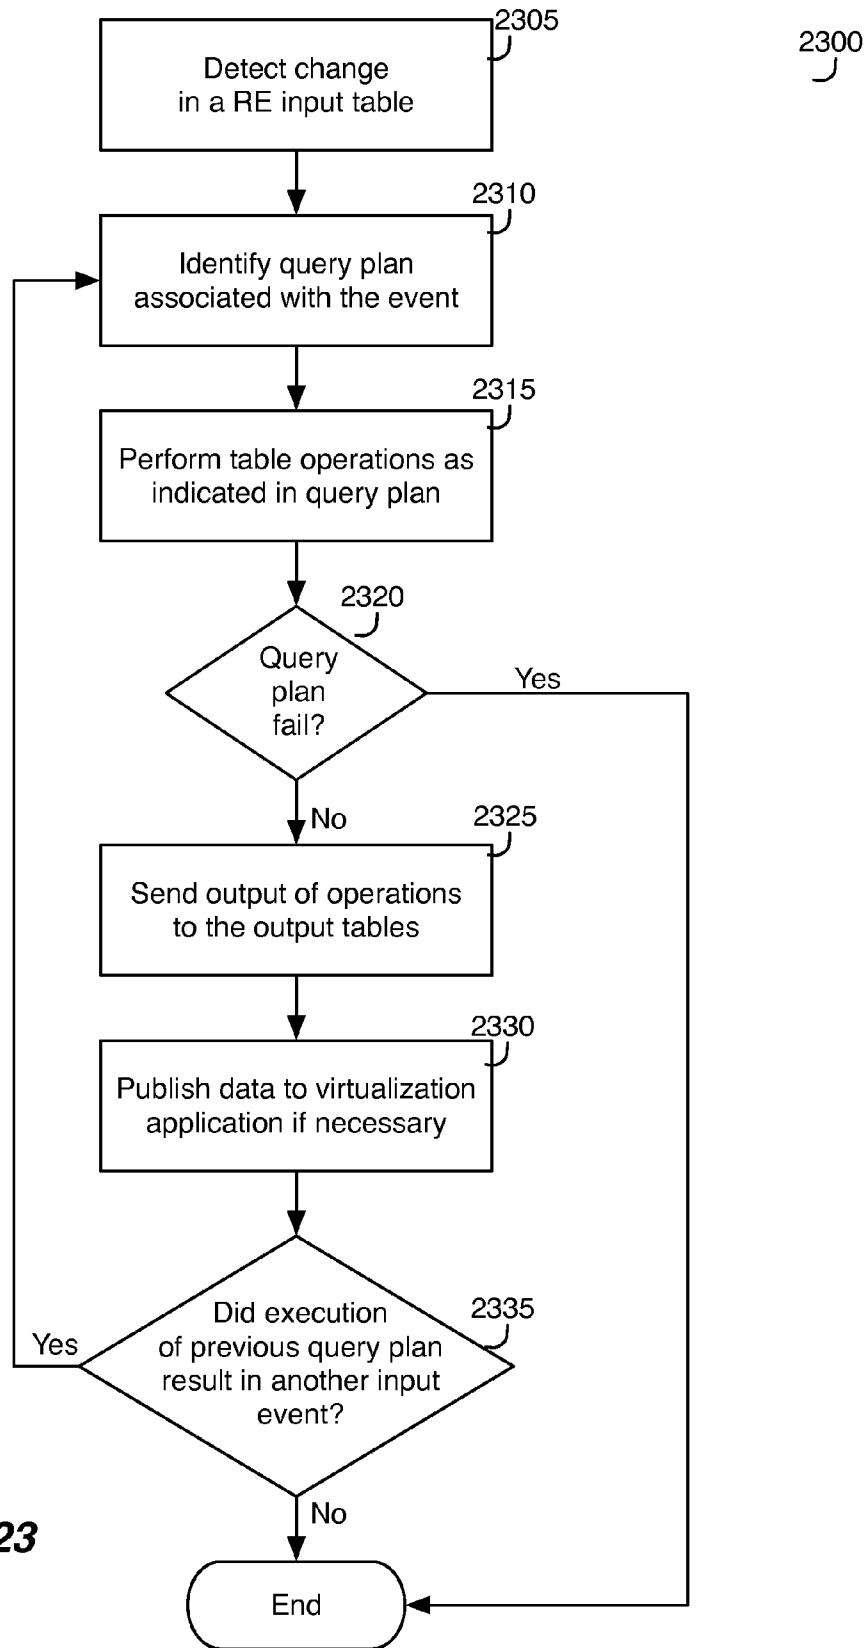 2305
2300
Detect change
in a RE input table
2310
Identify query plan
associated with the event
2315
Perform table operations as
indicated in query plan
2320
Query
plan
fail?
Yes
No
2325
Send output of operations
to the output tables
2330
Publish data to virtualization
application if necessary
2335
Did execution
of previous query plan
result in another input
event?
Yes
No
23
End